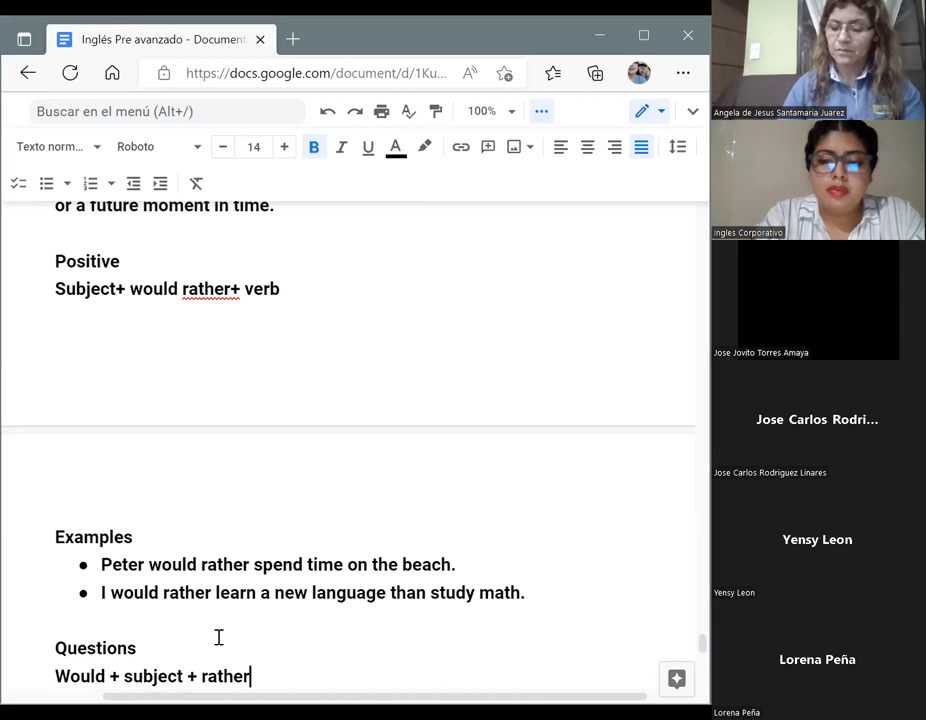 Inglés Pre avanzado - Document
https://docs.google.com/document/d/1Ku...
Buscar en el menú (Alt+/)
100%
Texto norm...
Roboto
14
or a future moment in time.
Positive
Subject+ would rather+ verb
Examples
Peter would rather spend time on the beach.
I would rather learn a new language than study math.
Questions
Would + subject + rather
Angela de Jesus Santamaria Juarez
Ingles Corporativo
Jose Jovito Torres Amaya
Jose Carlos Rodri...
Jose Carlos Rodriguez Linares
Yensy Leon
Yensy Leon
Lorena Peña
Lorena Peña